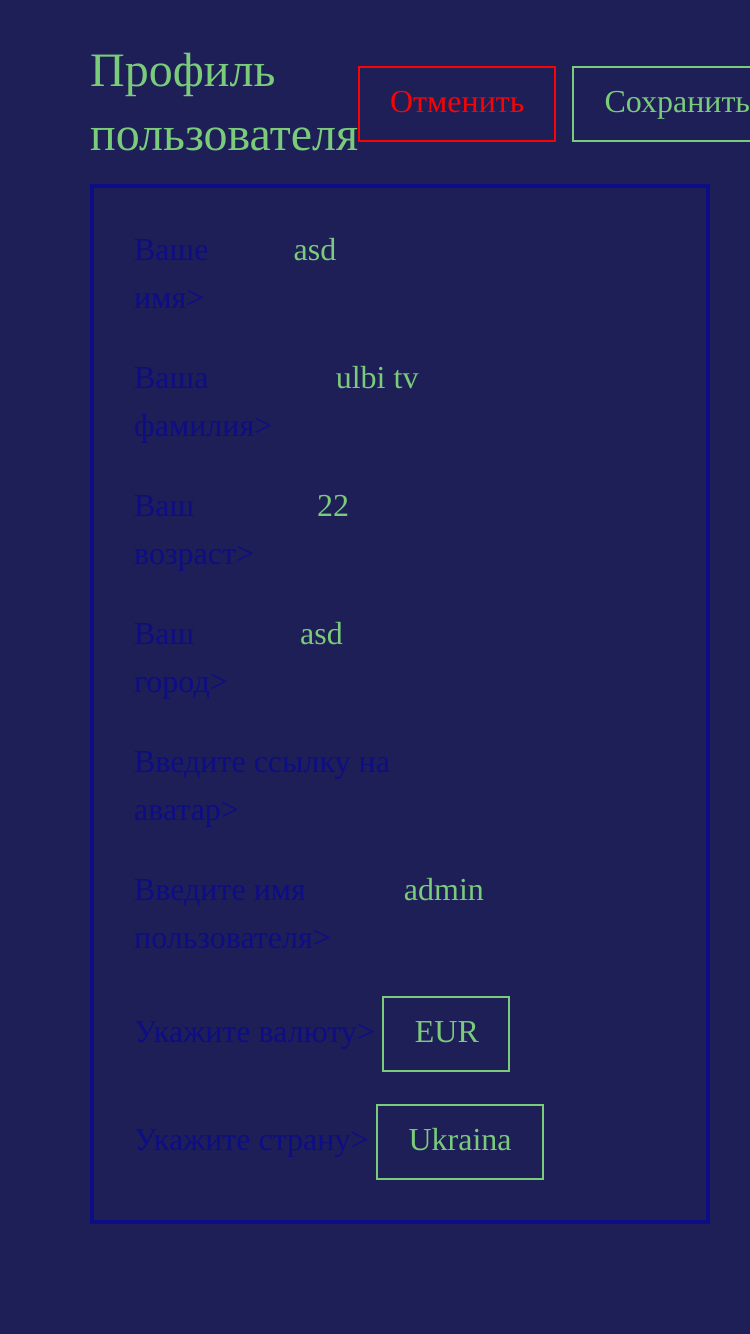 Профиль
пользователя
Отменить
Сохранить
Ваше asd
имя>
Ваша ulbi tv
фамилия>
Ваш 22
возраст>
Ваш asd
город>
Введите ссылку на
аватар>
Введите имя admin
пользователя>
Укажите валюту> EUR
Укажите страну> Ukraina